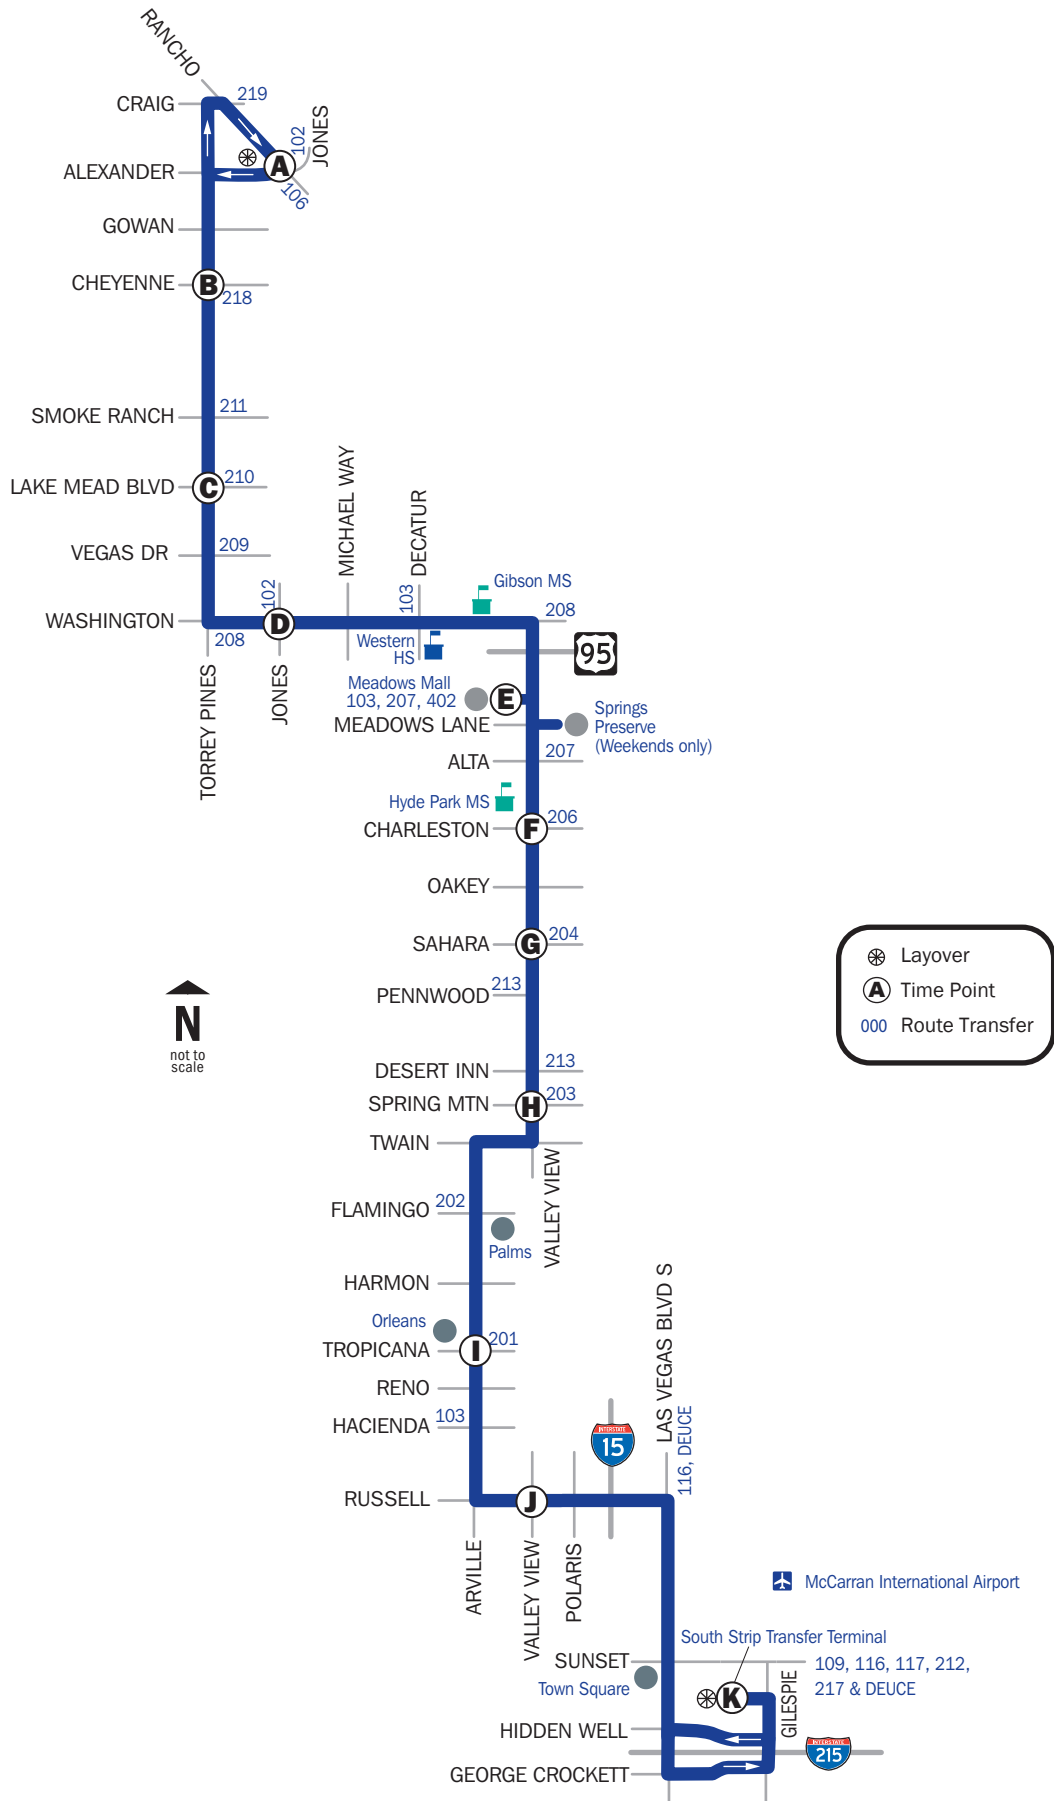 RANCHO
CRAIG
219
102
JONES
ALEXANDER
A
106
GOWAN
CHEYENNE
B
218
SMOKE RANCH
211
LAKE MEAD BLVD
C
210
VEGAS DR
209
MICHAEL WAY
DECATUR
102
103
Gibson MS
WASHINGTON
208
D
208
Western
HS
95
TORREY PINES
JONES
Meadows Mall
103, 207, 402
E
MEADOWS LANE
Springs
Preserve
(Weekends only)
ALTA
207
Hyde Park MS
CHARLESTON
F
206
OAKEY
SAHARA
G
204
PENNWOOD
213
Layover
A Time Point
000 Route Transfer
N
not to
scale
DESERT INN
213
SPRING MTN
H
203
TWAIN
VALLEY VIEW
FLAMINGO
202
Palms
HARMON
Orleans
TROPICANA
I
201
RENO
HACIENDA
103
LAS VEGAS BLVD S
116, DEUCE
INTERSTATE
15
RUSSELL
J
ARVILLE
VALLEY VIEW
POLARIS
McCarran International Airport
South Strip Transfer Terminal
SUNSET
109, 116, 117, 212,
217 & DEUCE
Town Square
K
GILESPIE
HIDDEN WELL
INTERSTATE
215
GEORGE CROCKETT